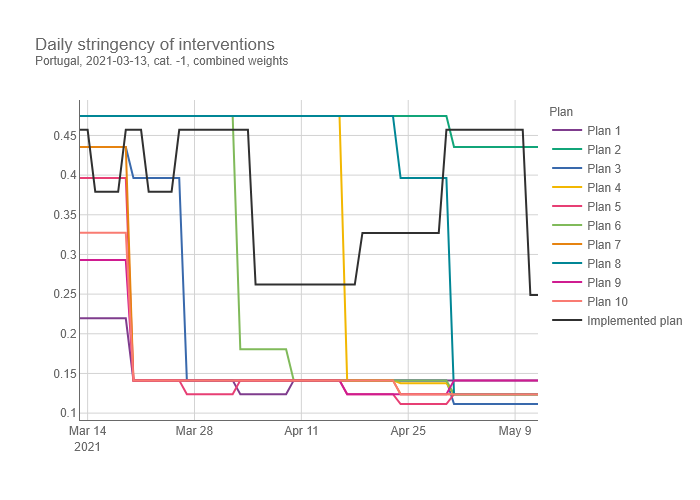 Daily stringency of interventions
Portugal, 2021-03-13, cat. -1, combined weights
Plan
Plan 1
Plan 2
Plan 3
Plan 4
Plan 5
Plan 6
Plan 7
Plan 8
Plan 9
Plan 10
Implemented plan
0.45
0.4
0.35
0.3
0.25
0.2
0.15
0.1
Mar 14 Mar 28 Apr 11 Apr 25 May 9
2021